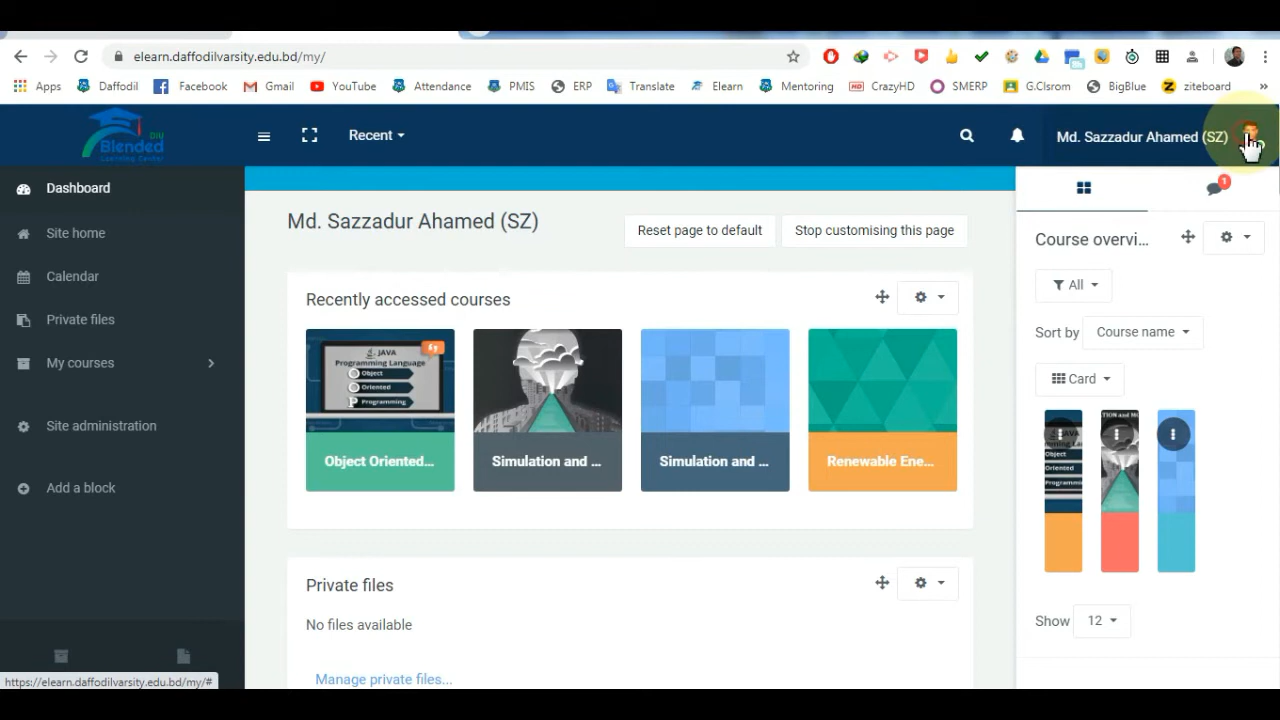 elearn.daffodilvarsity.edu.bd/my/
Apps Daffodil Facebook Gmail YouTube Attendance PMIS ERP Translate Elearn Mentoring CrazyHD SMERP G.Clsrom BigBlue ziteboard »
DIU
Blended
Learning Center
Recent
Md. Sazzadur Ahamed (SZ)
Dashboard
Site home
Calendar
Private files
My courses
Site administration
Add a block
Md. Sazzadur Ahamed (SZ)
Reset page to default
Stop customising this page
Recently accessed courses
JAVA
Programming Language
Object
Oriented
Programming
Object Oriented...
Simulation and ...
Simulation and ...
Renewable Ene...
Private files
No files available
Manage private files...
1
Course overvi...
All
Sort by Course name
Card
Show 12
https://elearn.daffodilvarsity.edu.bd/my/#